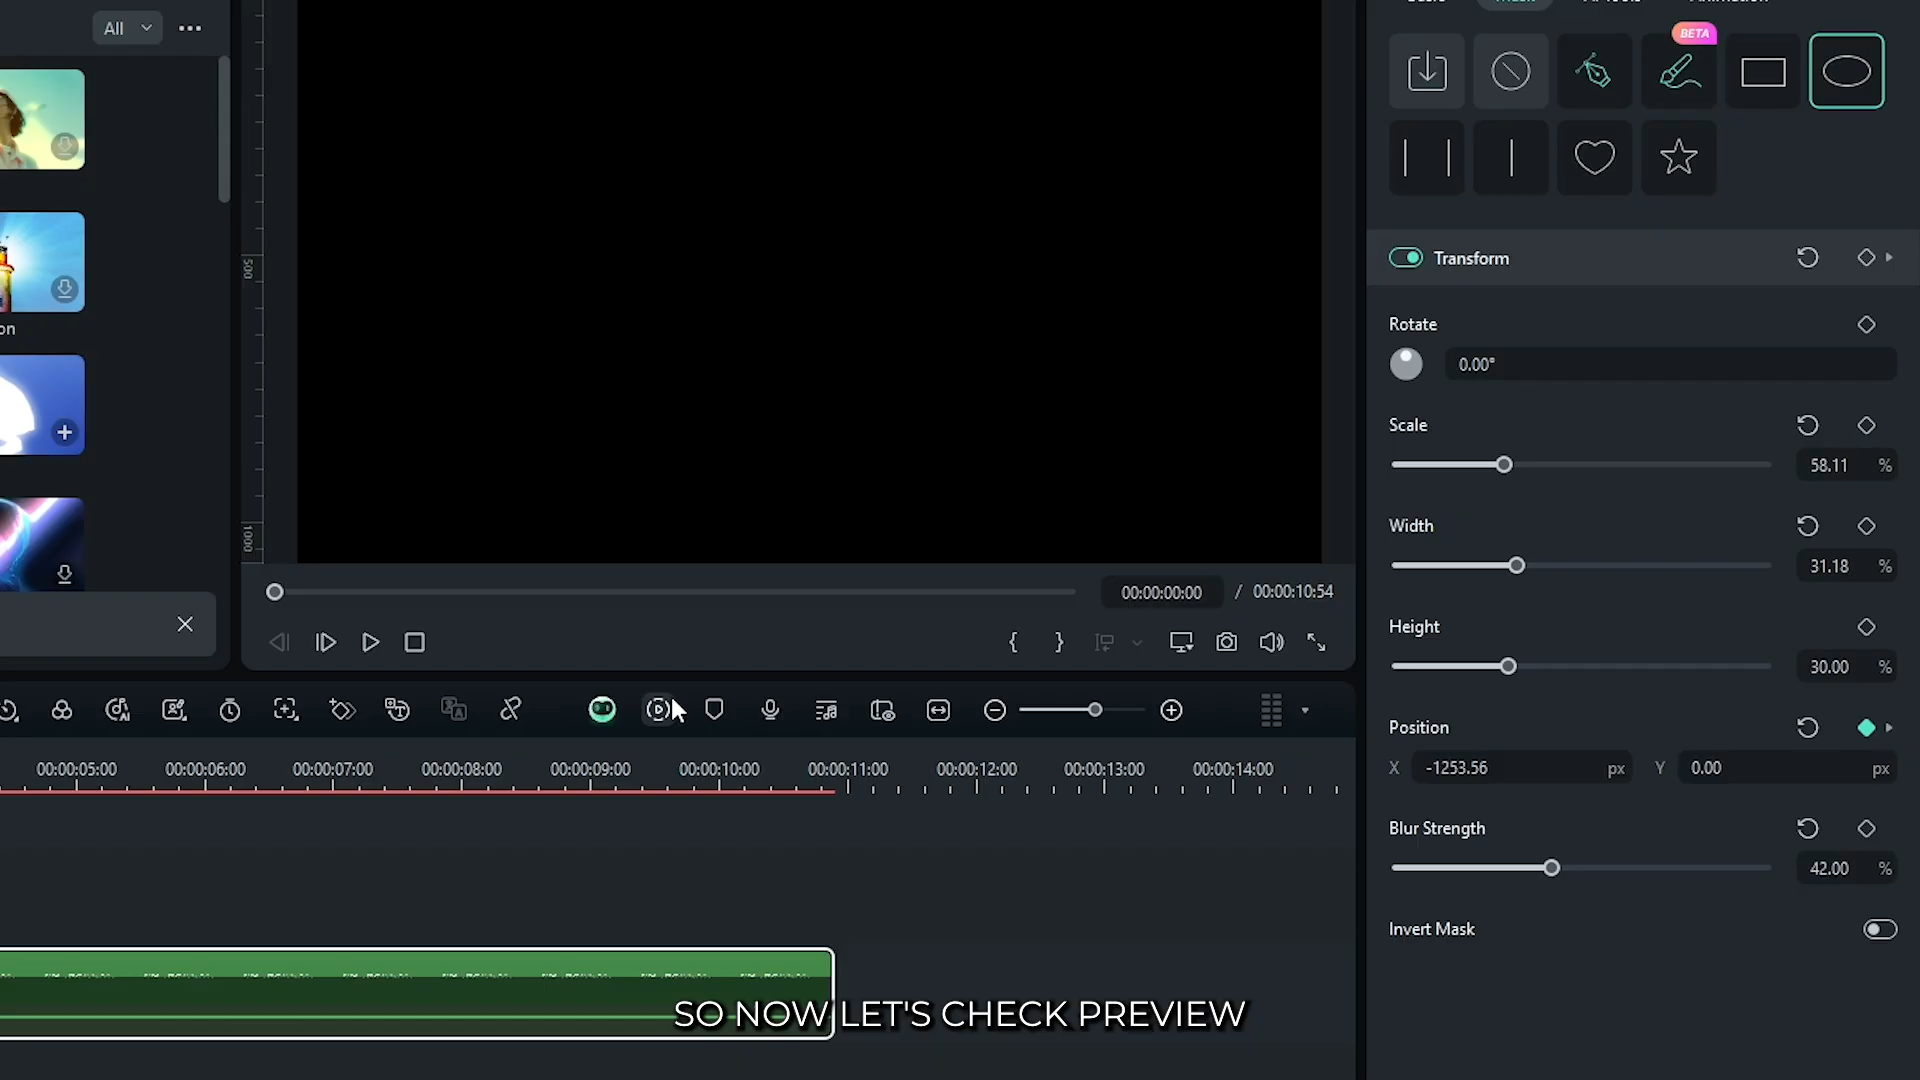 All
BETA
Transform
Rotate
0.00°
Scale
58.11 %
Width
31.18 %
Height
30.00 %
Position
X -1253.56 px Y 0.00 px
Blur Strength
42.00 %
Invert Mask
500
1000
on
00:00:00:00 / 00:00:10:54
{ }
00:00:05:00 00:00:06:00 00:00:07:00 00:00:08:00 00:00:09:00 00:00:10:00 00:00:11:00 00:00:12:00 00:00:13:00 00:00:14:00
SO NOW LET'S CHECK PREVIEW